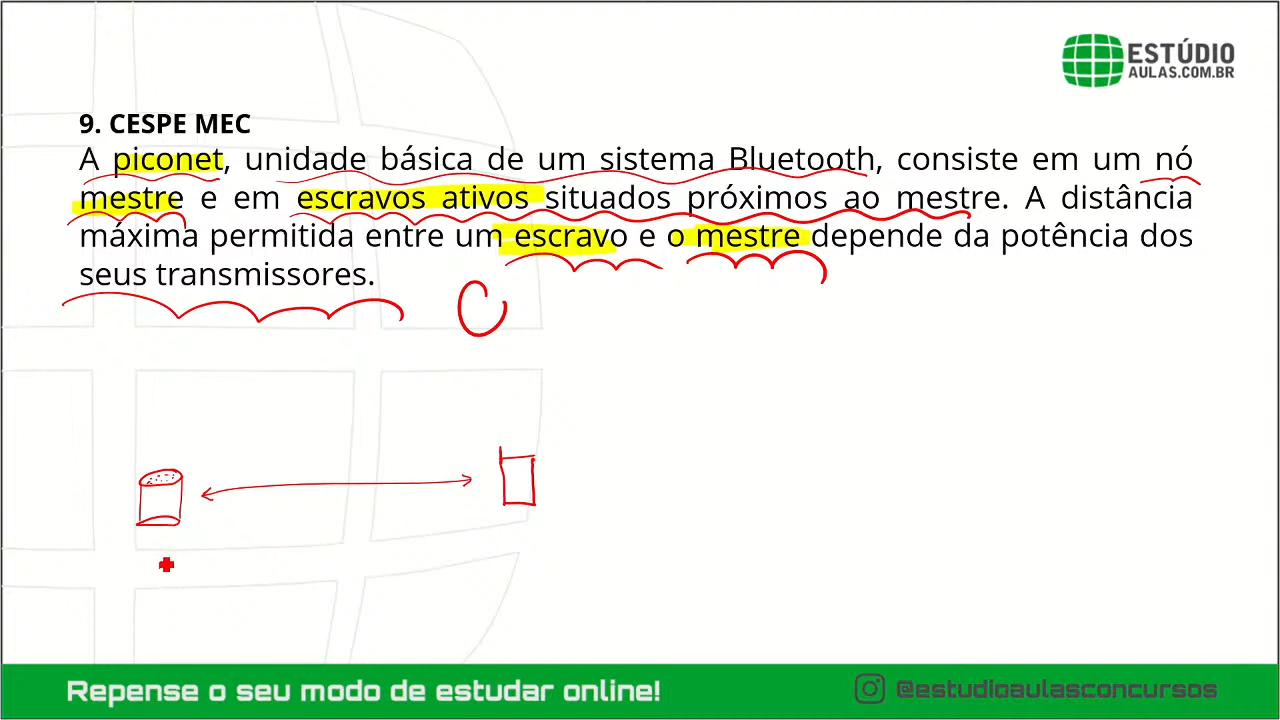 ESTÚDIO
AULAS.COM.BR
9. CESPE MEC
A piconet, unidade básica de um sistema Bluetooth, consiste em um nó
mestre e em escravos ativos situados próximos ao mestre. A distância
máxima permitida entre um escravo e o mestre depende da potência dos
seus transmissores.
C
Repense o seu modo de estudar online!
@estudioaulasconcursos